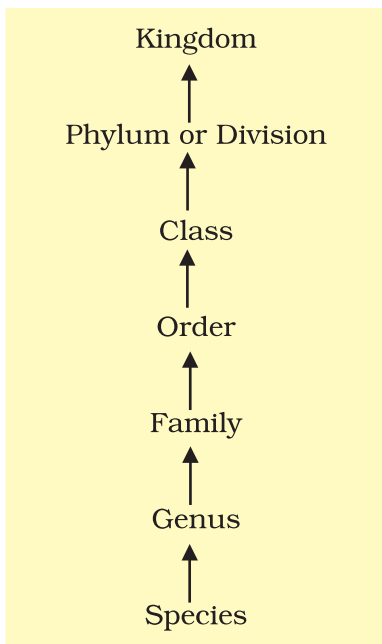 Kingdom
Phylum or Division
Class
Order
Family
Genus
Species